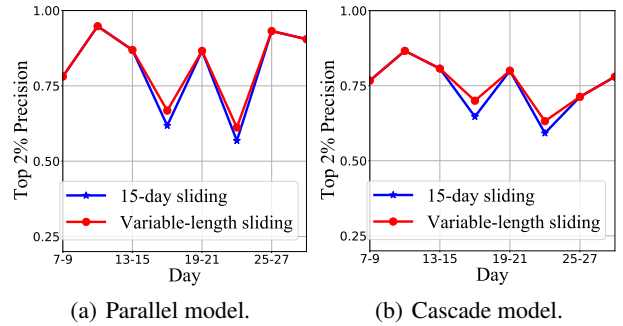 1.00
0.75
0.50
0.25
Top 2% Precision
15-day sliding
Variable-length sliding
7-9 13-15 19-21 25-27
Day
(a) Parallel model.
1.00
0.75
0.50
0.25
Top 2% Precision
15-day sliding
Variable-length sliding
7-9 13-15 19-21 25-27
Day
(b) Cascade model.